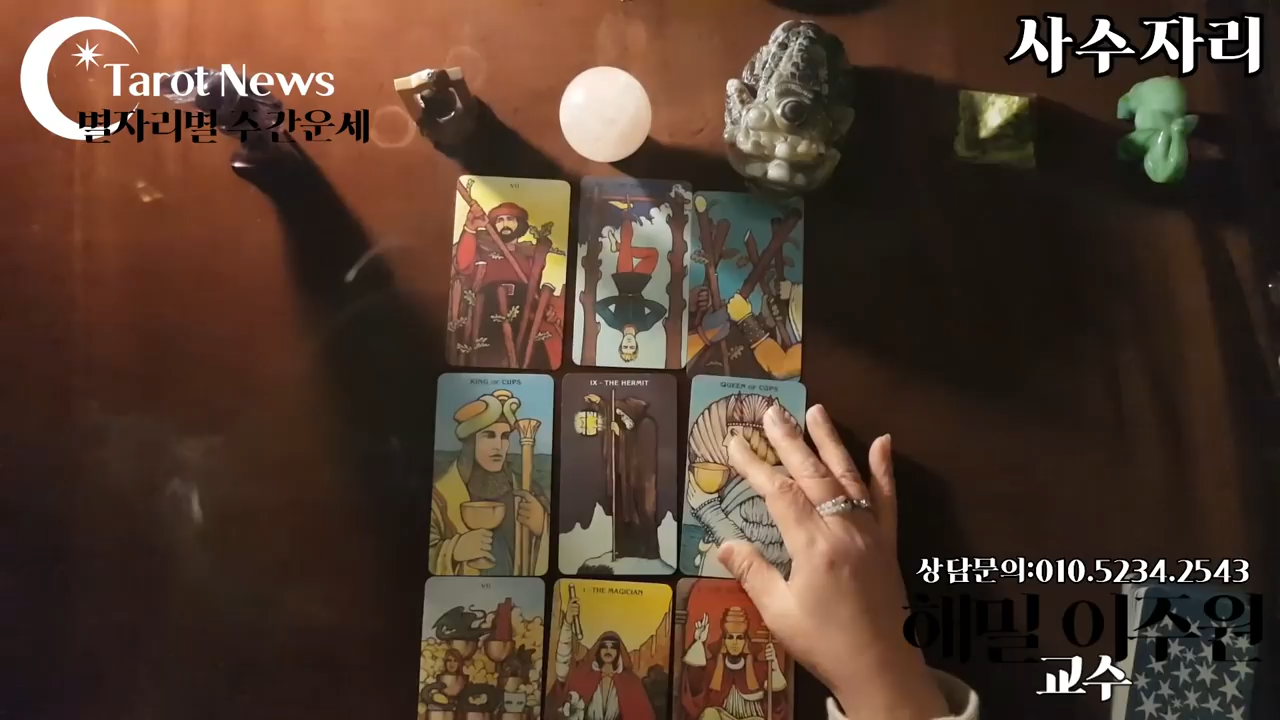 사수자리
Tarot News
별자리별 주간운세
VII
KING OF CUPS
IX - THE HERMIT
QUEEN OF CUPS
VII
I - THE MAGICIAN
상담문의:010.5234.2543
헤밀 이주원
교수